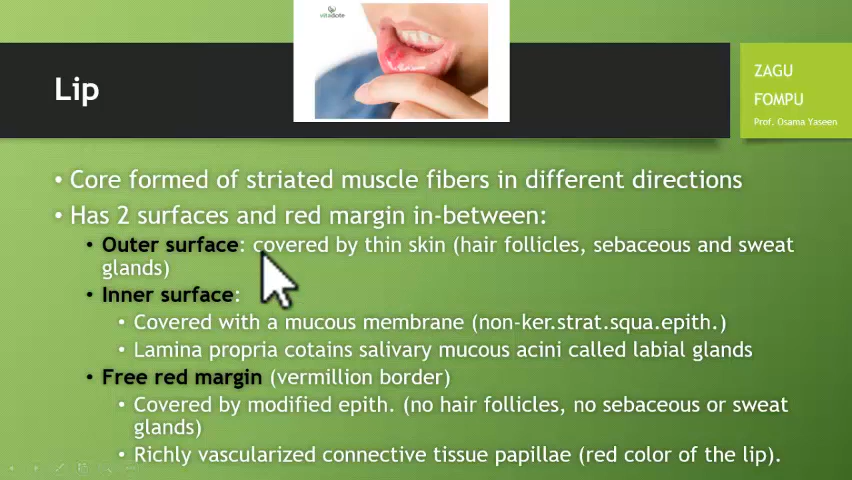 vitaldote
Lip
ZAGU
FOMPU
Prof. Osama Yaseen
• Core formed of striated muscle fibers in different directions
• Has 2 surfaces and red margin in-between:
• Outer surface: covered by thin skin (hair follicles, sebaceous and sweat
glands)
• Inner surface:
• Covered with a mucous membrane (non-ker.strat.squa.epith.)
• Lamina propria cotains salivary mucous acini called labial glands
• Free red margin (vermillion border)
• Covered by modified epith. (no hair follicles, no sebaceous or sweat
glands)
• Richly vascularized connective tissue papillae (red color of the lip).